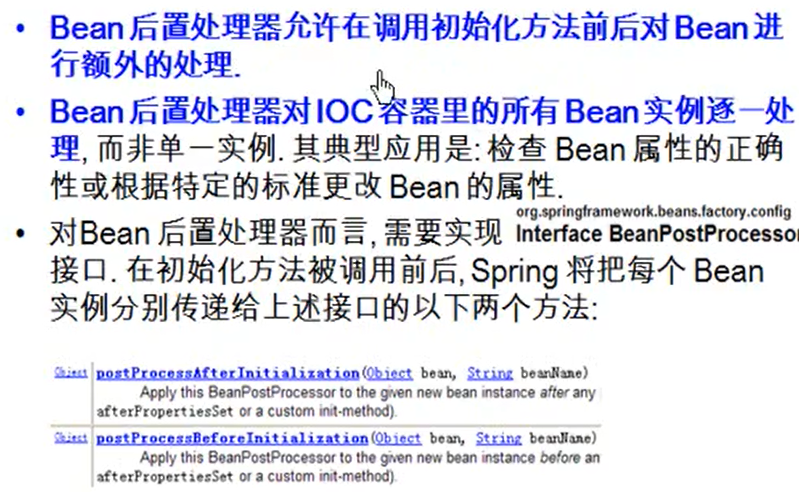 • Bean 后置处理器允许在调用初始化方法前后对 Bean 进
行额外的处理.
• Bean 后置处理器对 IOC 容器里的所有 Bean 实例逐一处
理, 而非单一实例. 其典型应用是: 检查 Bean 属性的正确
性或根据特定的标准更改 Bean 的属性.
org.springframework.beans.factory.config
• 对Bean 后置处理器而言, 需要实现 Interface BeanPostProcessor
接口. 在初始化方法被调用前后, Spring 将把每个 Bean
实例分别传递给上述接口的以下两个方法:
Object postProcessAfterInitialization(Object bean, String beanName)
Apply this BeanPostProcessor to the given new bean instance after any
afterPropertiesSet or a custom init-method).
Object postProcessBeforeInitialization(Object bean, String beanName)
Apply this BeanPostProcessor to the given new bean instance before an
afterPropertiesSet or a custom init-method).